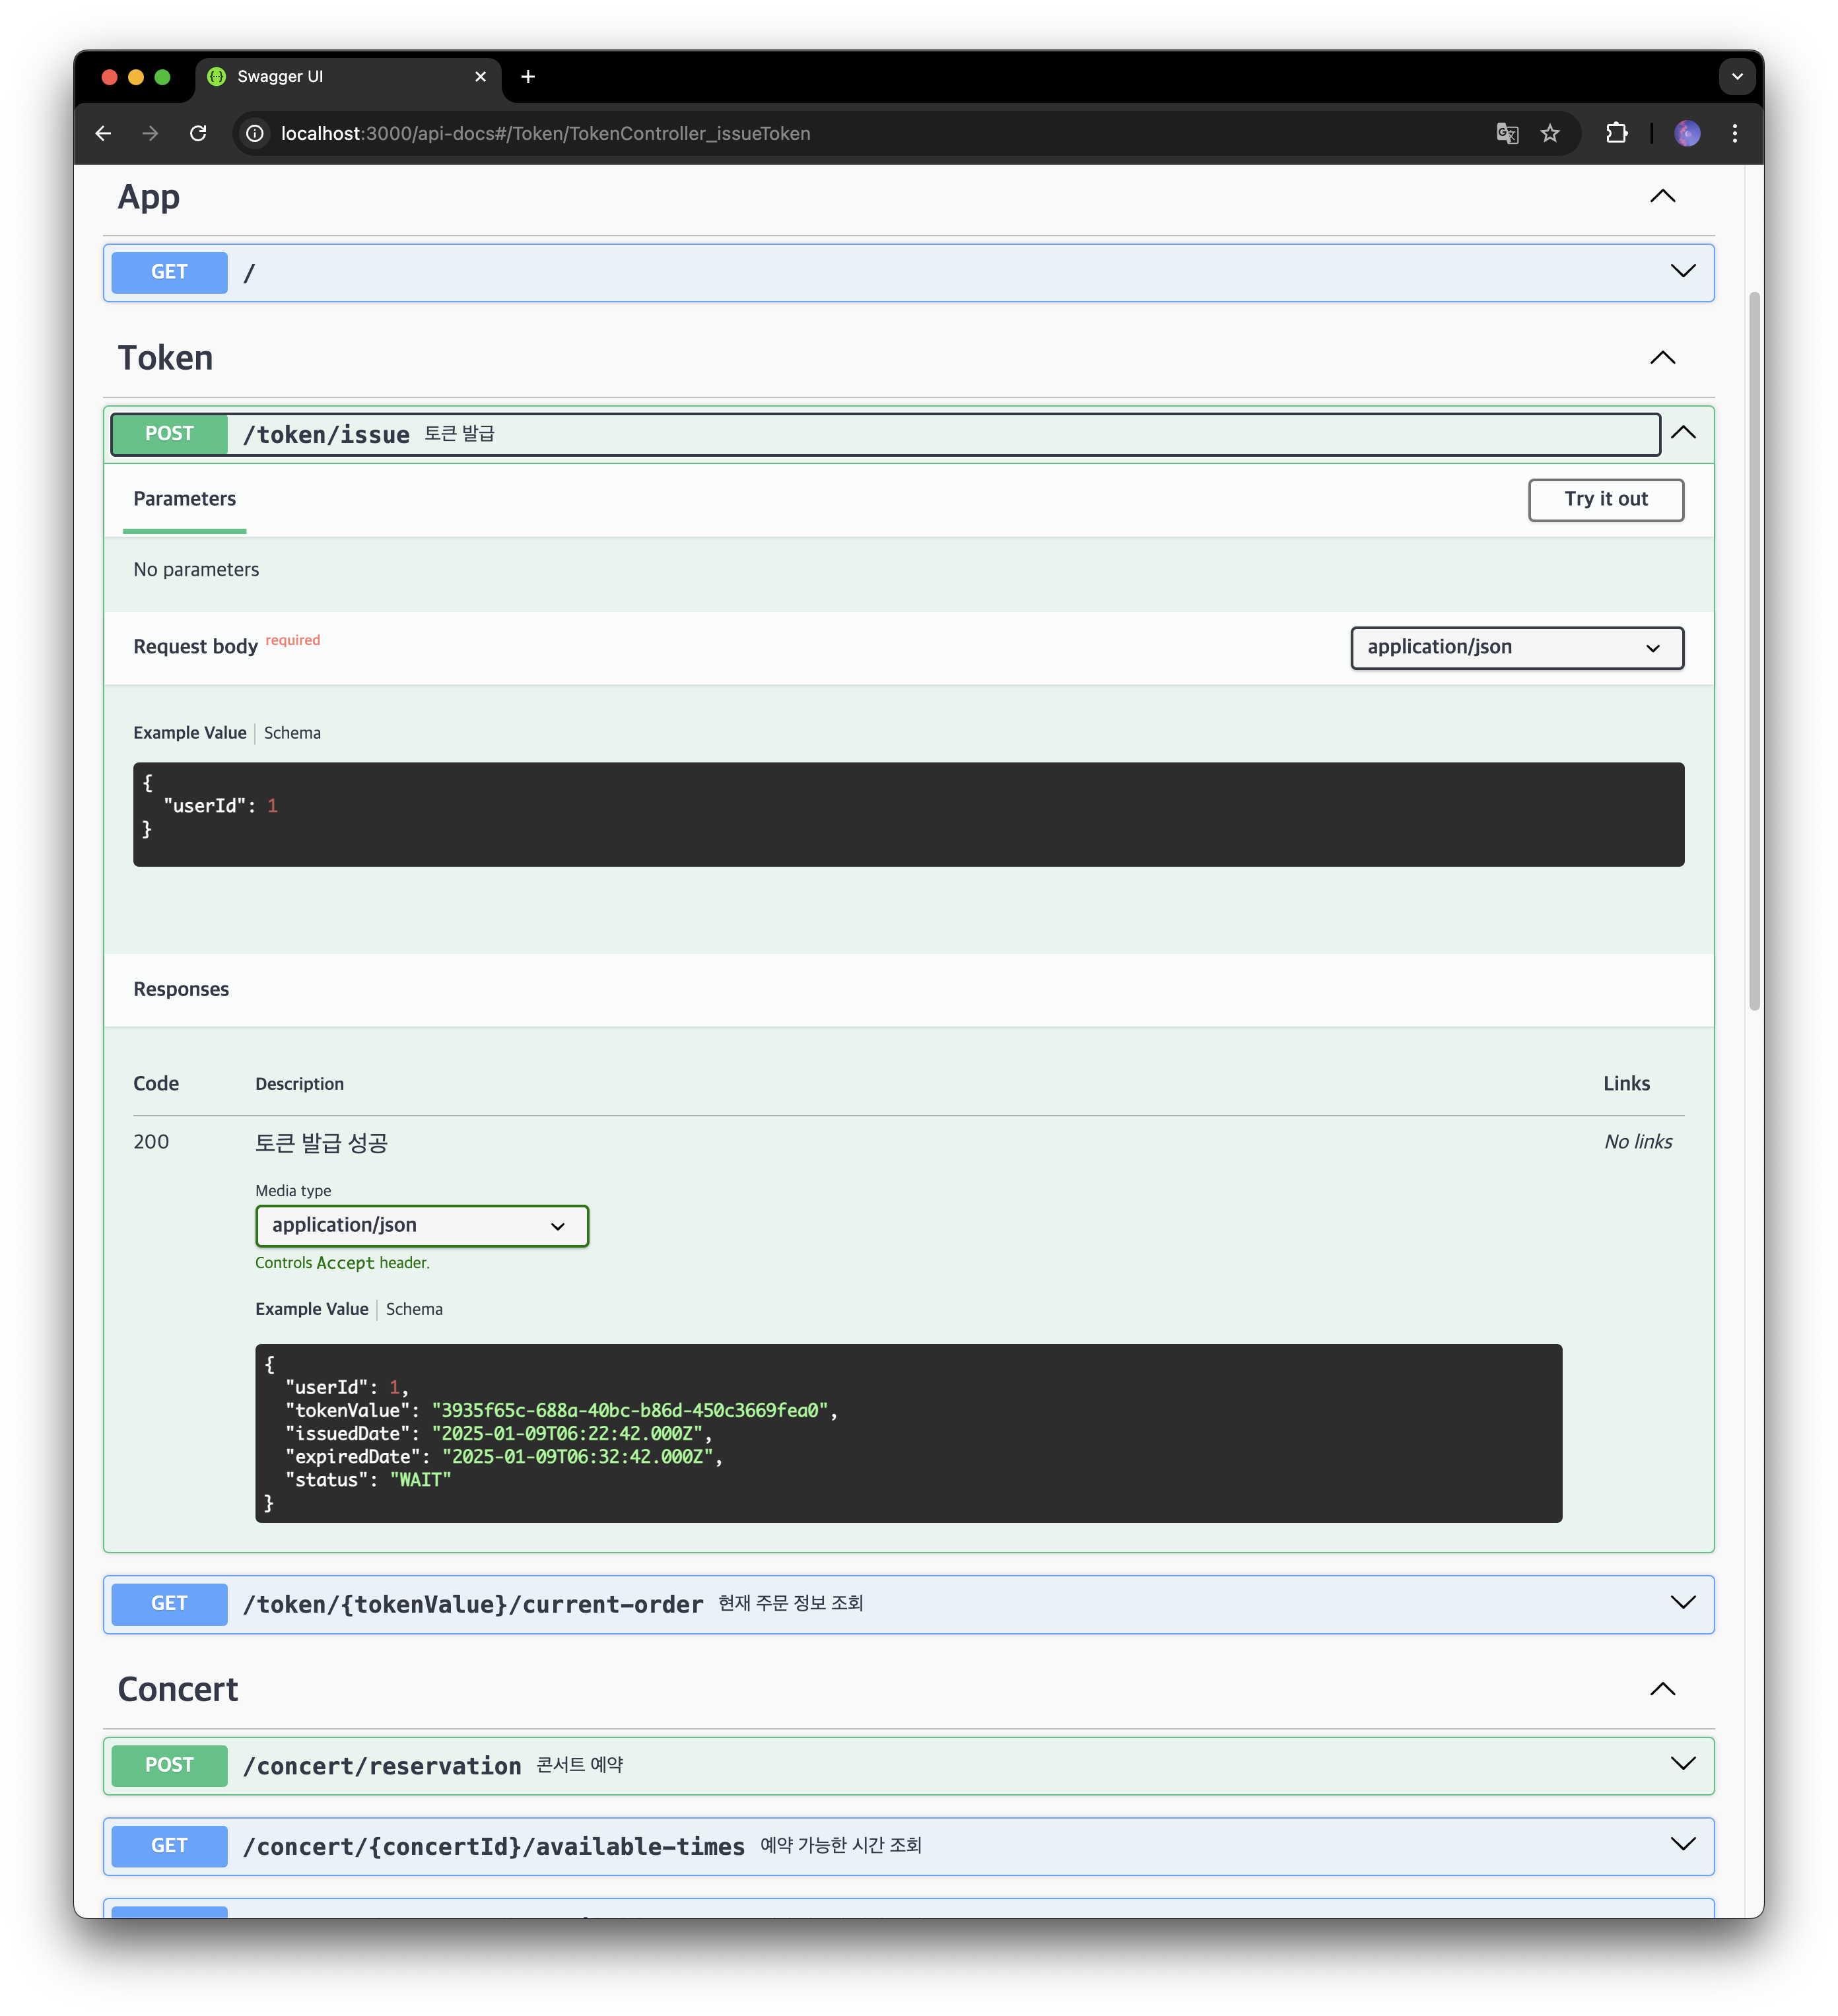 Swagger UI
localhost:3000/api-docs#/Token/TokenController_issueToken
App
GET /
Token
POST /token/issue 토큰 발급
Parameters
Try it out
No parameters
Request body required
application/json
Example Value | Schema
{
  "userId": 1
}
Responses
Code Description Links
200 토큰 발급 성공 No links
Media type
application/json
Controls Accept header.
Example Value | Schema
{
  "userId": 1,
  "tokenValue": "3935f65c-688a-40bc-b86d-450c3669fea0",
  "issuedDate": "2025-01-09T06:22:42.000Z",
  "expiredDate": "2025-01-09T06:32:42.000Z",
  "status": "WAIT"
}
GET /token/{tokenValue}/current-order 현재 주문 정보 조회
Concert
POST /concert/reservation 콘서트 예약
GET /concert/{concertId}/available-times 예약 가능한 시간 조회